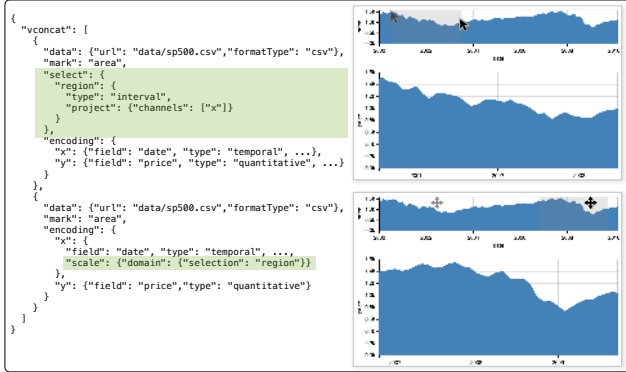 {
"vconcat": [
{
"data": {"url": "data/sp500.csv","formatType": "csv"},
"mark": "area",
"select": {
"region": {
"type": "interval",
"project": {"channels": ["x"]}
}
},
"encoding": {
"x": {"field": "date", "type": "temporal", ...},
"y": {"field": "price", "type": "quantitative", ...}
}
},
{
"data": {"url": "data/sp500.csv","formatType": "csv"},
"mark": "area",
"encoding": {
"x": {
"field": "date", "type": "temporal", ...,
"scale": {"domain": {"selection": "region"}}
},
"y": {"field": "price","type": "quantitative"}
}
}
]
}